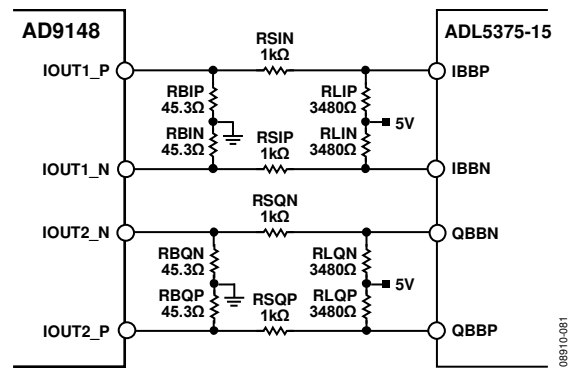 AD9148
ADL5375-15
RSIN
1kΩ
IOUT1_P
IBBP
RBIP
45.3Ω
RLIP
3480Ω
RBIN
45.3Ω
5V
RSIP
1kΩ
RLIN
3480Ω
IOUT1_N
IBBN
RSQN
1kΩ
IOUT2_N
QBBN
RBQN
45.3Ω
RLQN
3480Ω
RBQP
45.3Ω
5V
RSQP
1kΩ
RLQP
3480Ω
IOUT2_P
QBBP
08910-081